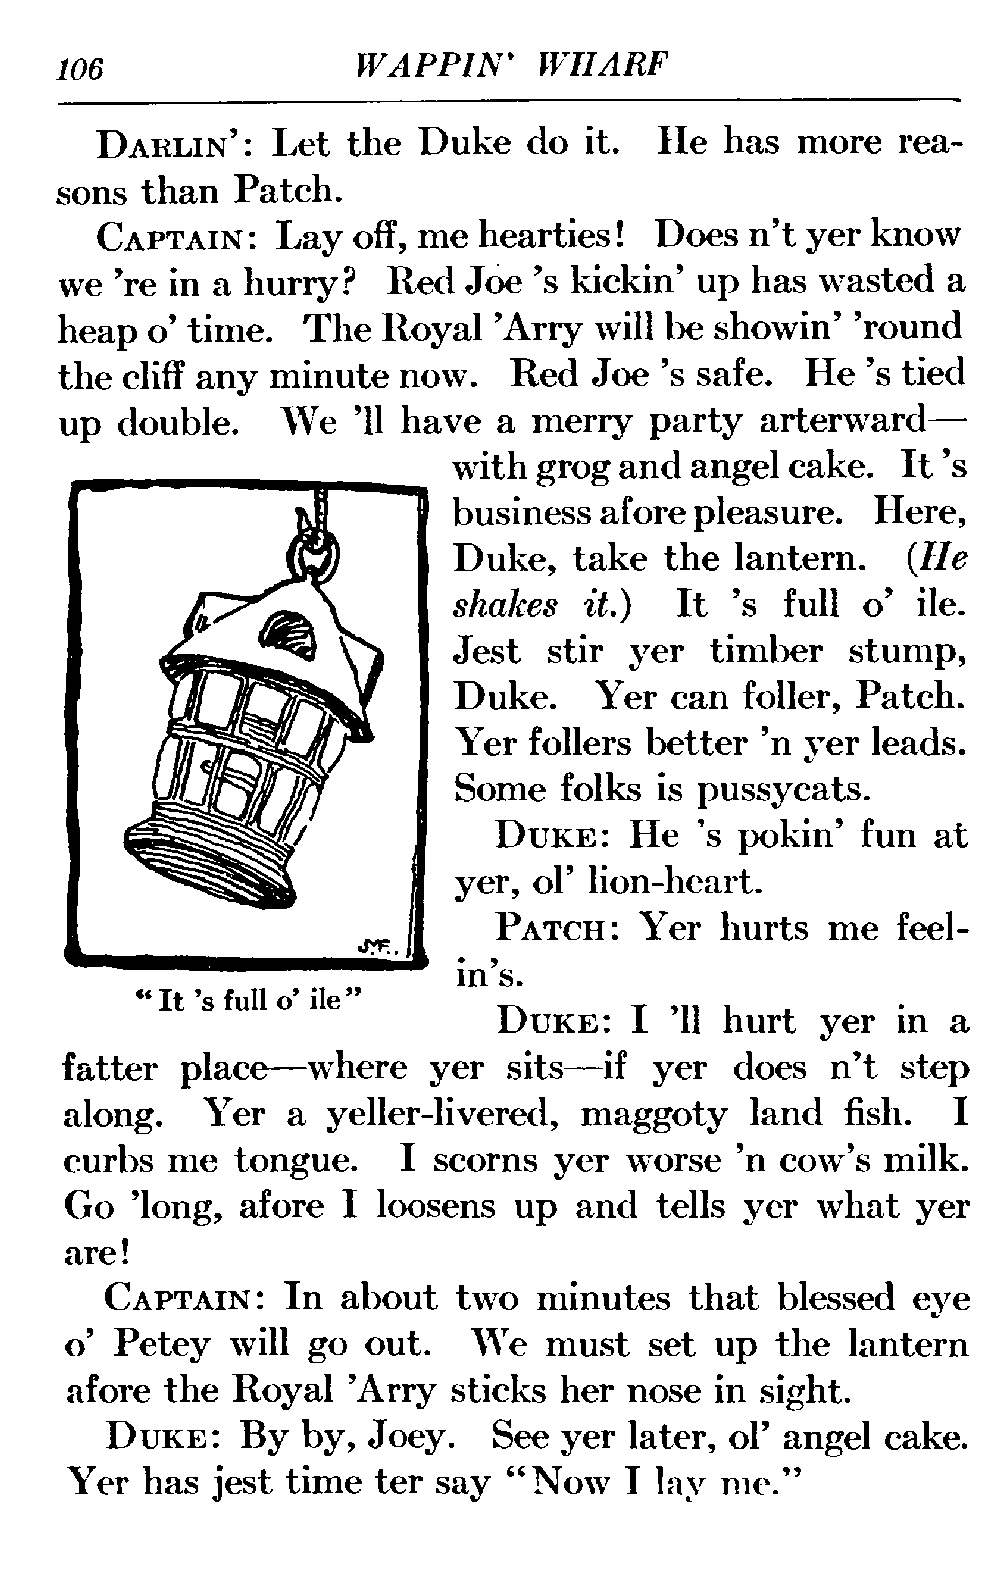 106 WAPPIN' WHARF
DARLIN': Let the Duke do it. He has more rea-
sons than Patch.
CAPTAIN: Lay off, me hearties! Does n't yer know
we 're in a hurry? Red Joe 's kickin' up has wasted a
heap o' time. The Royal 'Arry will be showin' 'round
the cliff any minute now. Red Joe 's safe. He 's tied
up double. We 'll have a merry party arterward—
with grog and angel cake. It 's
business afore pleasure. Here,
Duke, take the lantern. (He
shakes it.) It 's full o' ile.
Jest stir yer timber stump,
Duke. Yer can foller, Patch.
Yer follers better 'n yer leads.
Some folks is pussycats.
DUKE: He 's pokin' fun at
yer, ol' lion-heart.
PATCH: Yer hurts me feel-
in's.
J.M.F.
"It 's full o' ile"
DUKE: I 'll hurt yer in a
fatter place—where yer sits—if yer does n't step
along. Yer a yeller-livered, maggoty land fish. I
curbs me tongue. I scorns yer worse 'n cow's milk.
Go 'long, afore I loosens up and tells yer what yer
are!
CAPTAIN: In about two minutes that blessed eye
o' Petey will go out. We must set up the lantern
afore the Royal 'Arry sticks her nose in sight.
DUKE: By by, Joey. See yer later, ol' angel cake.
Yer has jest time ter say "Now I lay me."